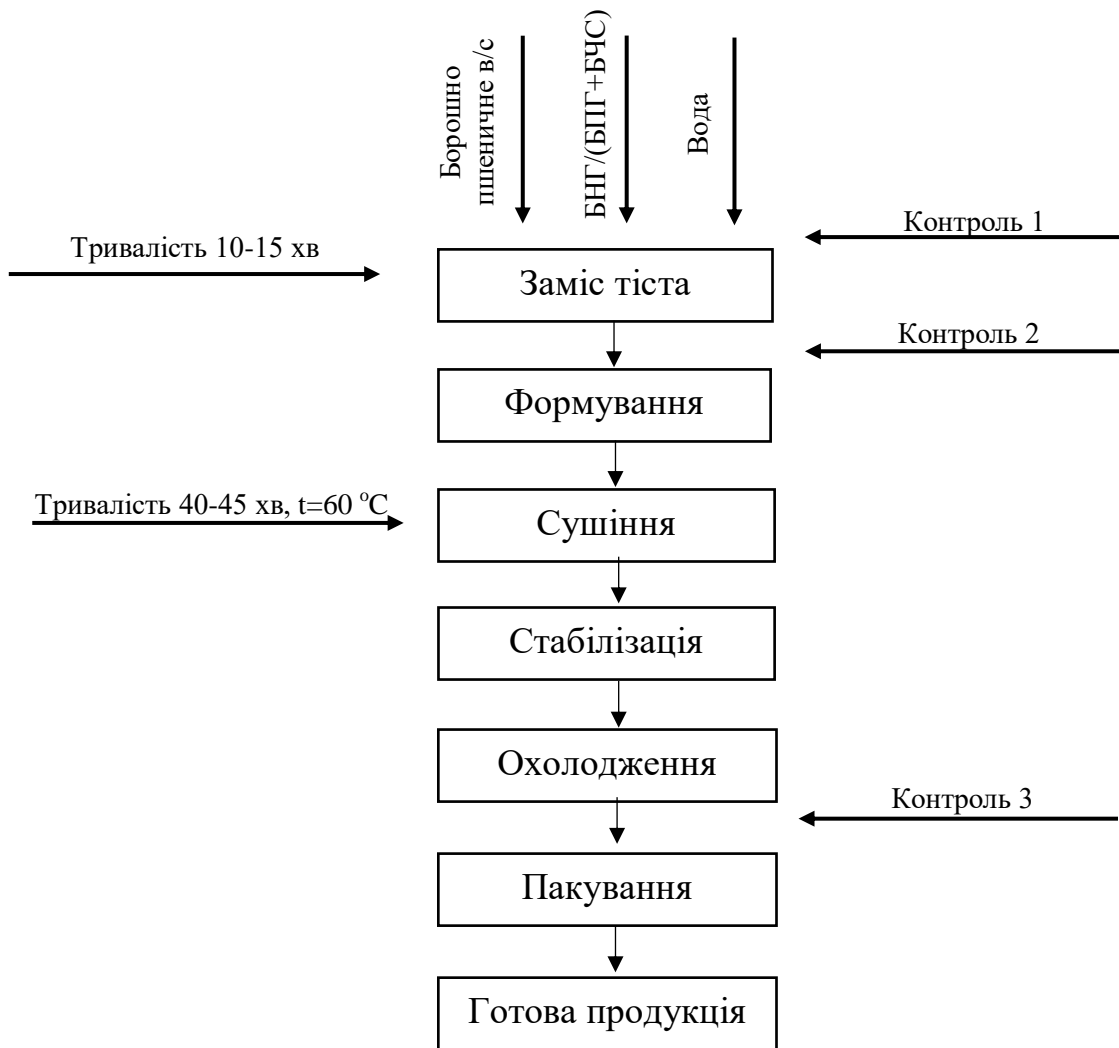 Борошно
пшеничне в/с
БНГ/(БПГ+БЧС)
Вода
Контроль 1
Тривалість 10-15 хв
Заміс тіста
Контроль 2
Формування
Тривалість 40-45 хв, t=60 °С
Сушіння
Стабілізація
Охолодження
Контроль 3
Пакування
Готова продукція